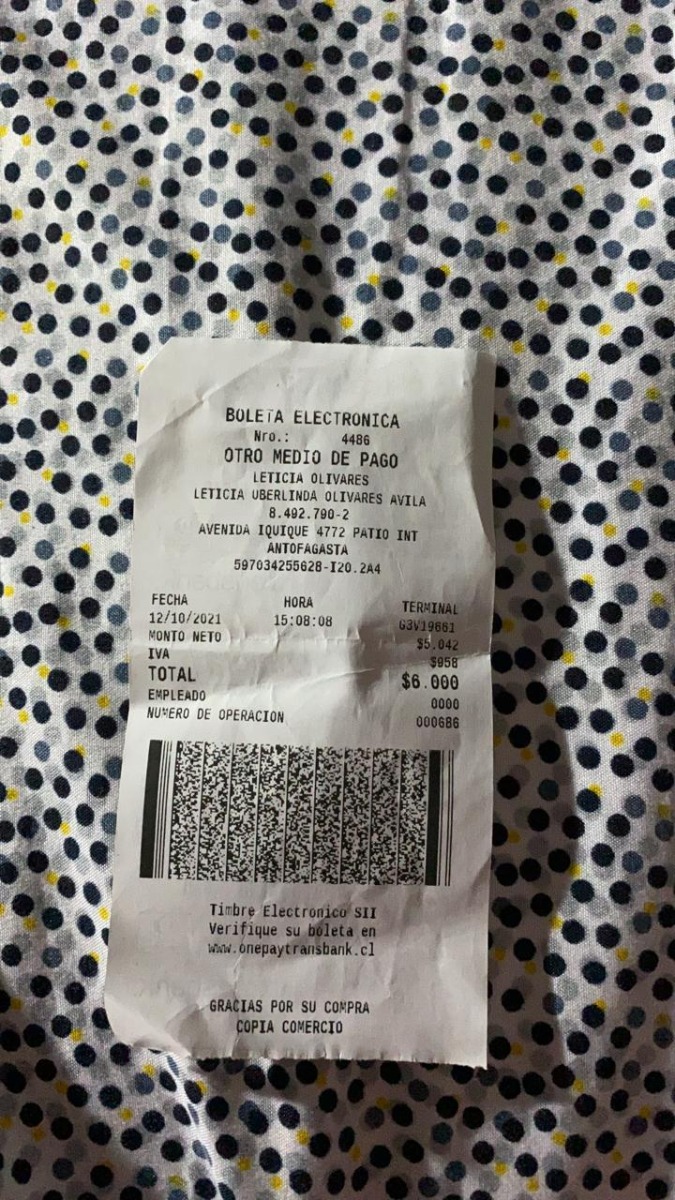 BOLETA ELECTRONICA
Nro.: 4486
OTRO MEDIO DE PAGO
LETICIA OLIVARES
LETICIA UBERLINDA OLIVARES AVILA
8.492.790-2
AVENIDA IQUIQUE 4772 PATIO INT
ANTOFAGASTA
597034255628-I20.2A4
FECHA HORA TERMINAL
12/10/2021 15:08:08 G3V19661
MONTO NETO $5.042
IVA $958
TOTAL $6.000
EMPLEADO 0000
NUMERO DE OPERACION 000686
Timbre Electronico SII
Verifique su boleta en
www.onepaytransbank.cl
GRACIAS POR SU COMPRA
COPIA COMERCIO